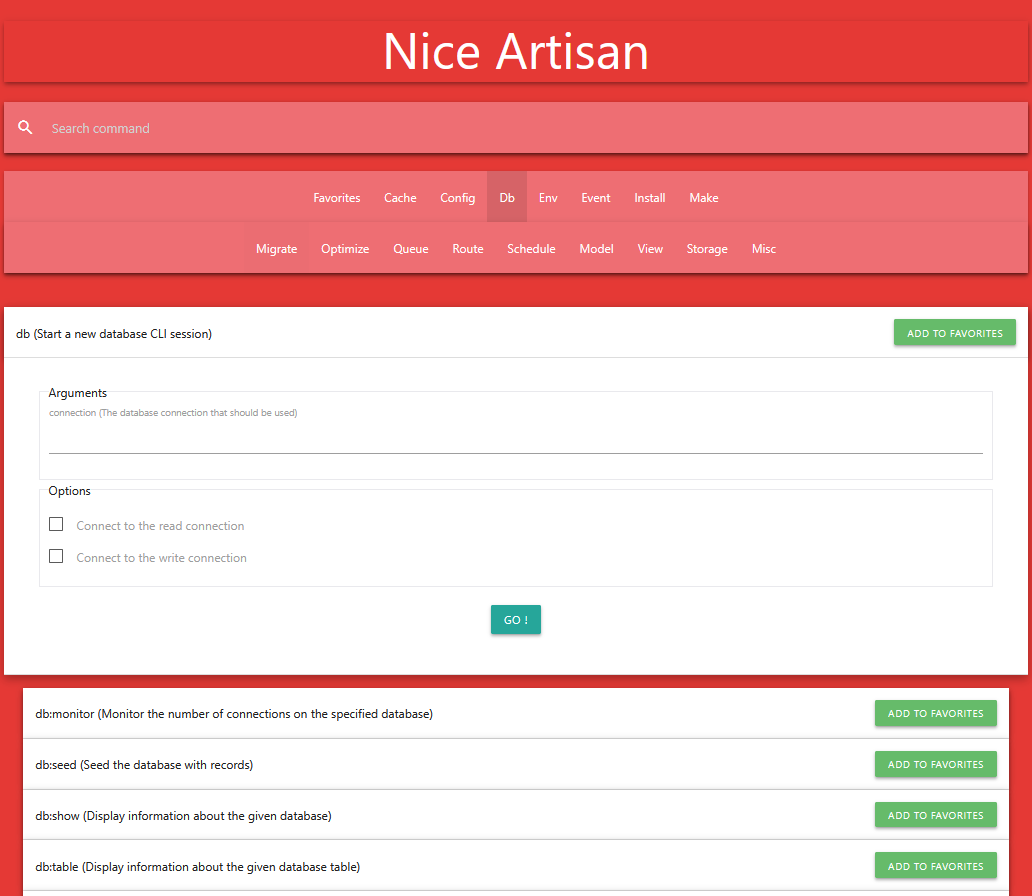 Nice Artisan
Search command
Favorites Cache Config Db Env Event Install Make
Migrate Optimize Queue Route Schedule Model View Storage Misc
db (Start a new database CLI session) ADD TO FAVORITES
Arguments
connection (The database connection that should be used)
Options
Connect to the read connection
Connect to the write connection
GO !
db:monitor (Monitor the number of connections on the specified database) ADD TO FAVORITES
db:seed (Seed the database with records) ADD TO FAVORITES
db:show (Display information about the given database) ADD TO FAVORITES
db:table (Display information about the given database table) ADD TO FAVORITES